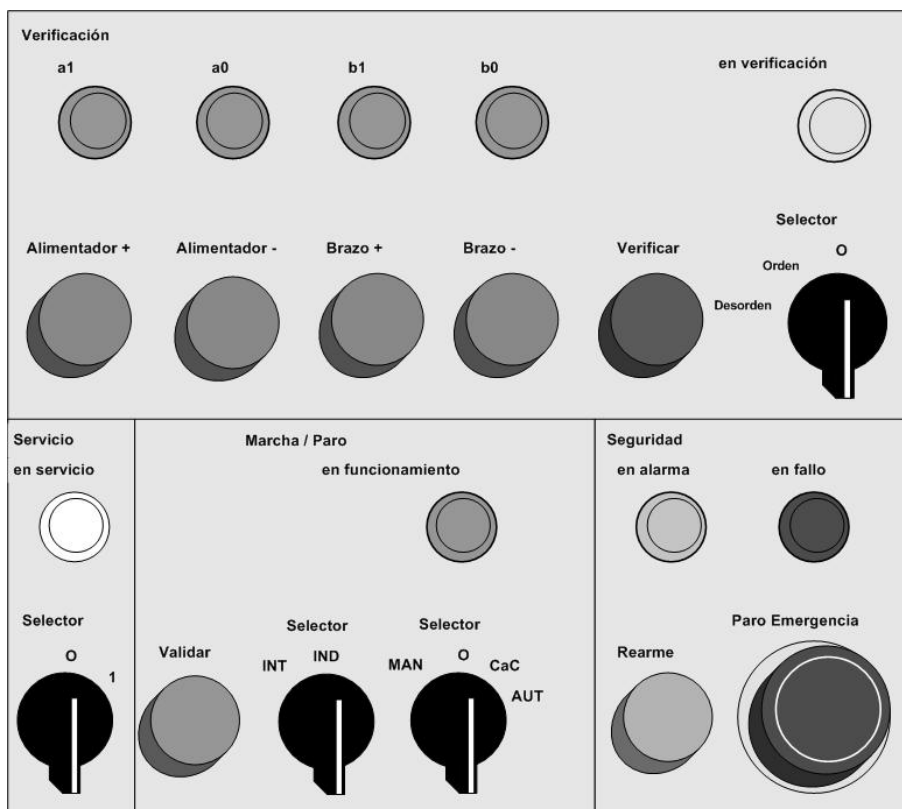 Verificación
a1 a0 b1 b0 en verificación
Selector
Alimentador + Alimentador - Brazo + Brazo - Verificar O
Orden
Desorden
Servicio Marcha / Paro Seguridad
en servicio en funcionamiento en alarma en fallo
Selector Selector Selector Paro Emergencia
O 1 Validar INT IND MAN O CaC AUT Rearme